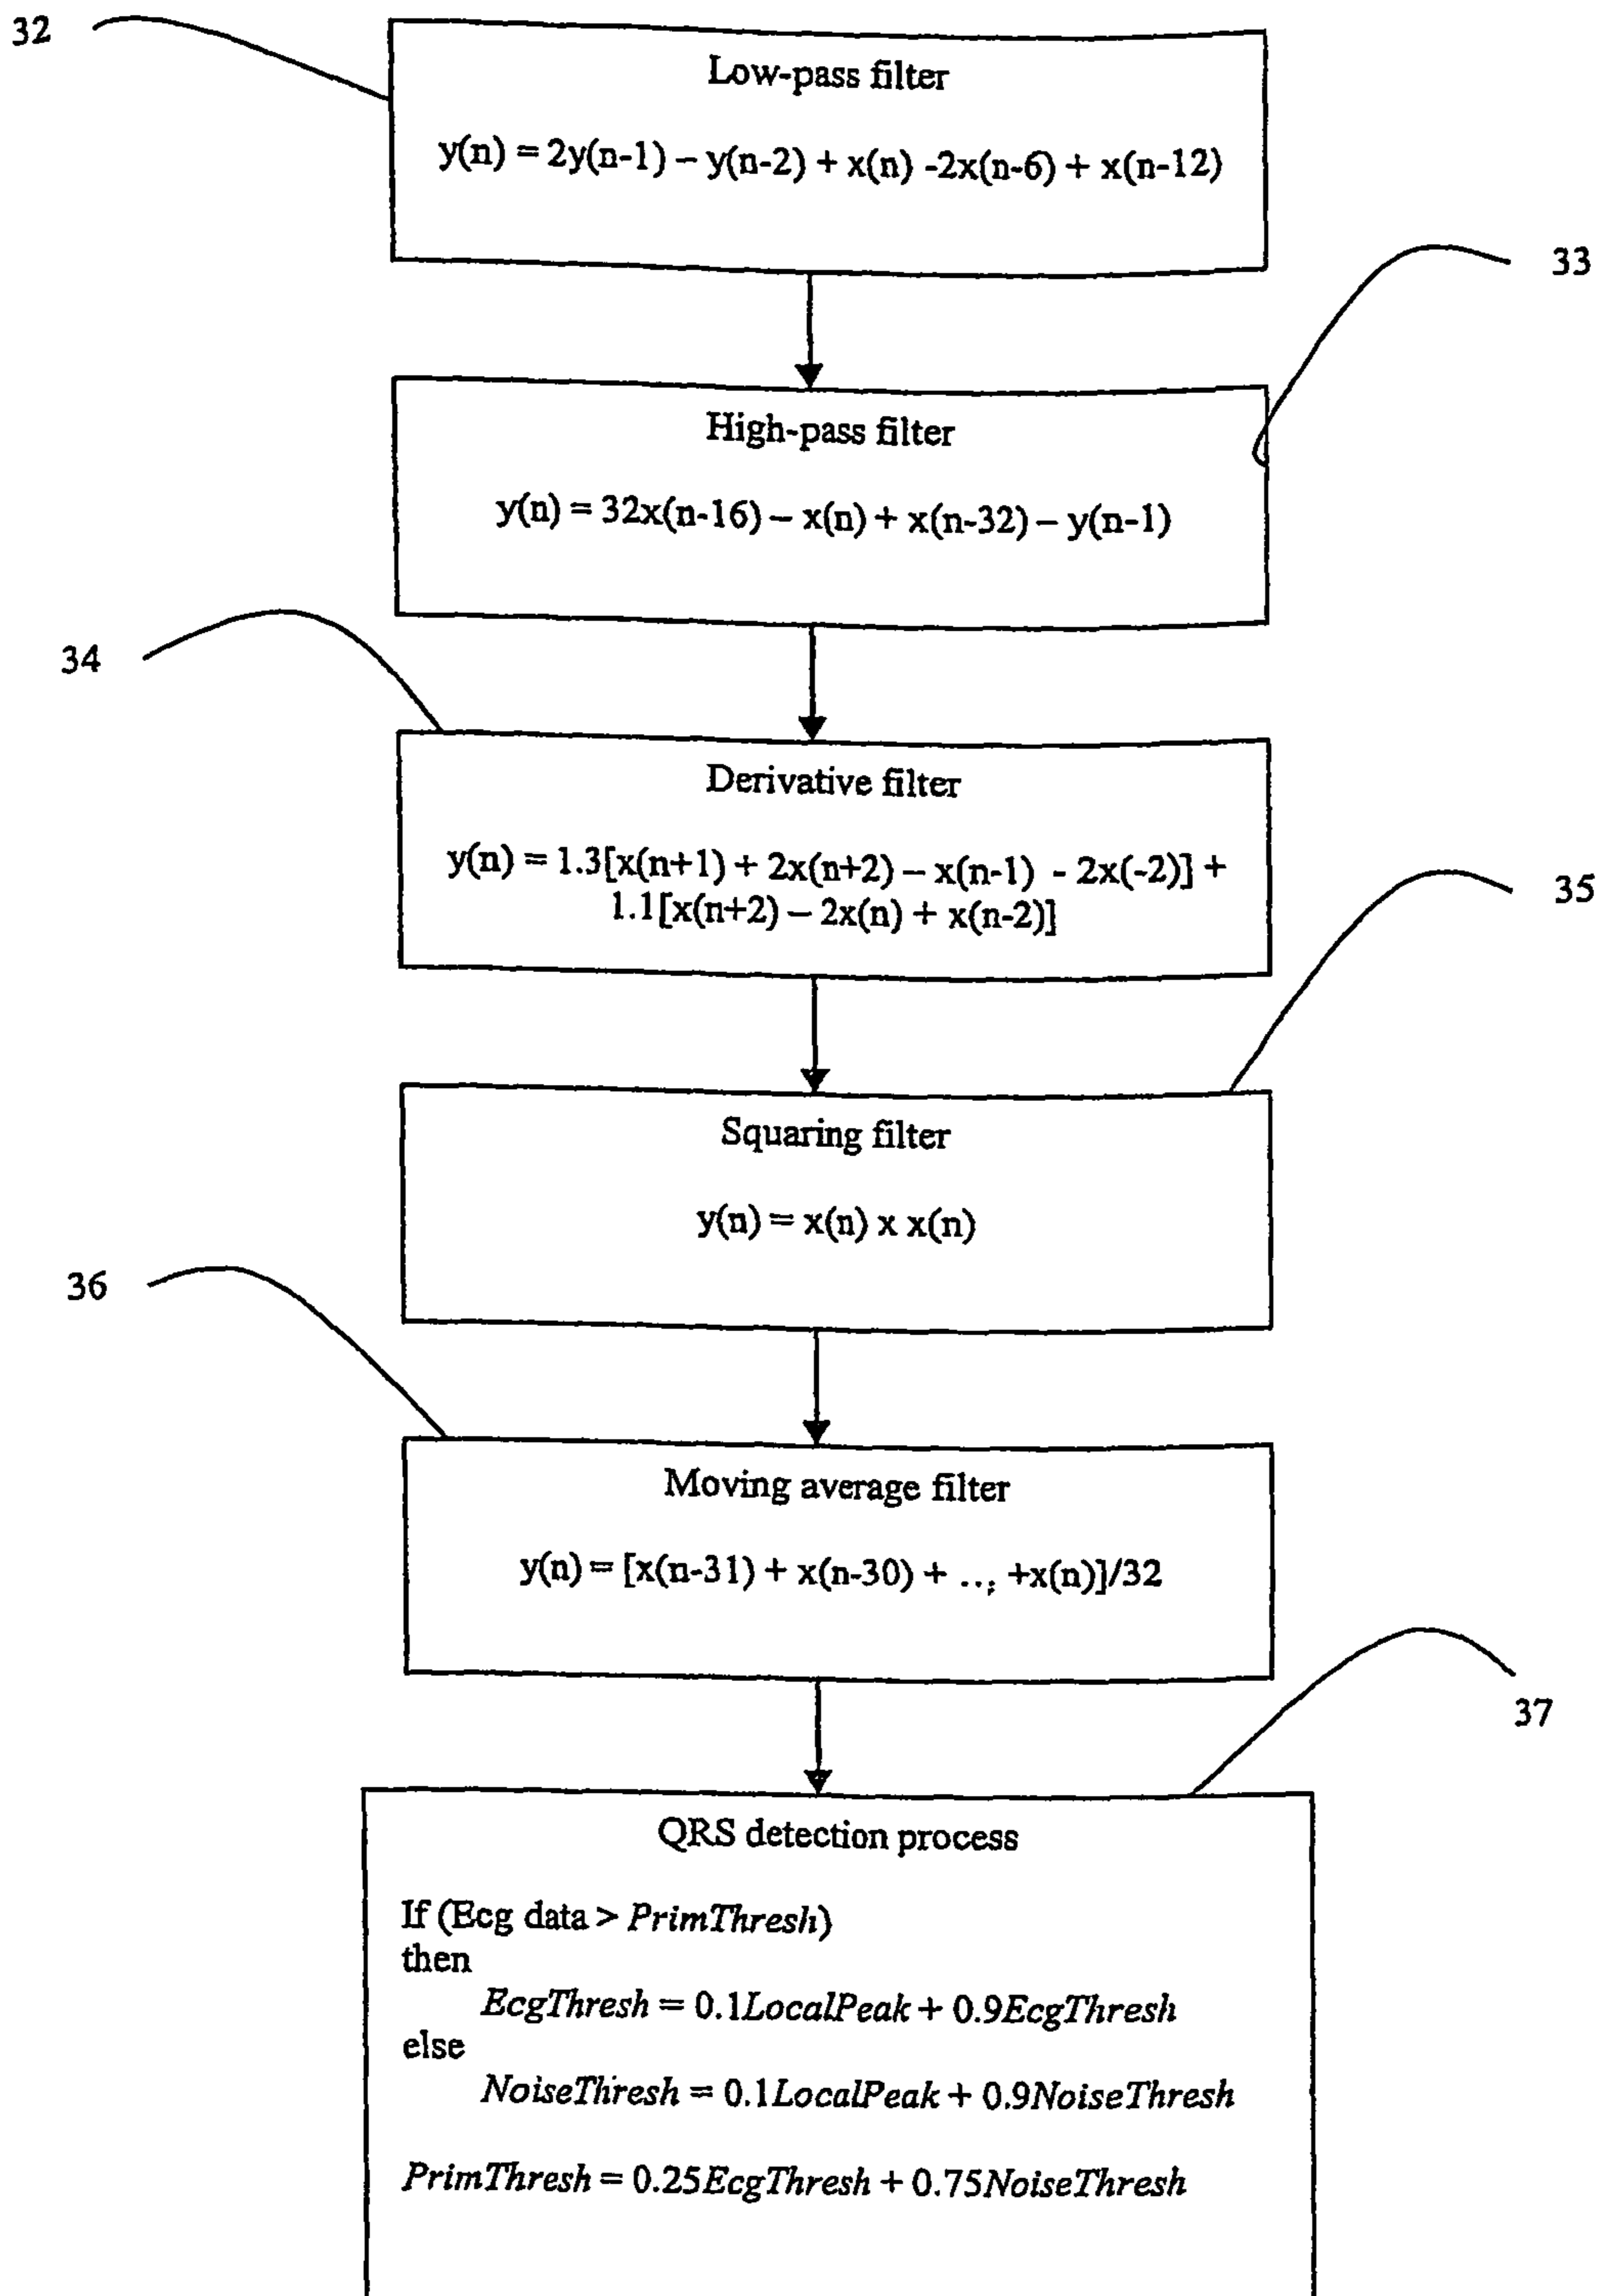 32
Low-pass filter
y(n) = 2y(n-1) – y(n-2) + x(n) -2x(n-6) + x(n-12)
33
High-pass filter
y(n) = 32x(n-16) – x(n) + x(n-32) – y(n-1)
34
Derivative filter
y(n) = 1.3[x(n+1) + 2x(n+2) – x(n-1) - 2x(-2)] +
1.1[x(n+2) – 2x(n) + x(n-2)]
35
Squaring filter
y(n) = x(n) x x(n)
36
Moving average filter
y(n) = [x(n-31) + x(n-30) + ..; +x(n)]/32
37
QRS detection process
If (Ecg data > PrimThresh)
then
EcgThresh = 0.1LocalPeak + 0.9EcgThresh
else
NoiseThresh = 0.1LocalPeak + 0.9NoiseThresh
PrimThresh = 0.25EcgThresh + 0.75NoiseThresh